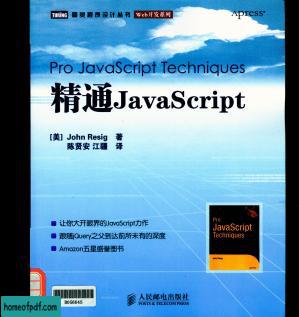 TURING 图灵程序设计丛书 Web开发系列
Apress
Pro JavaScript Techniques
精通JavaScript
[美] John Resig 著
陈贤安 江疆 译
让你大开眼界的JavaScript力作
跟随jQuery之父到达前所未有的深度
Amazon五星盛誉图书
Pro
JavaScript
Techniques
人民邮电出版社
POSTS & TELECOM PRESS
homeofpdf.com